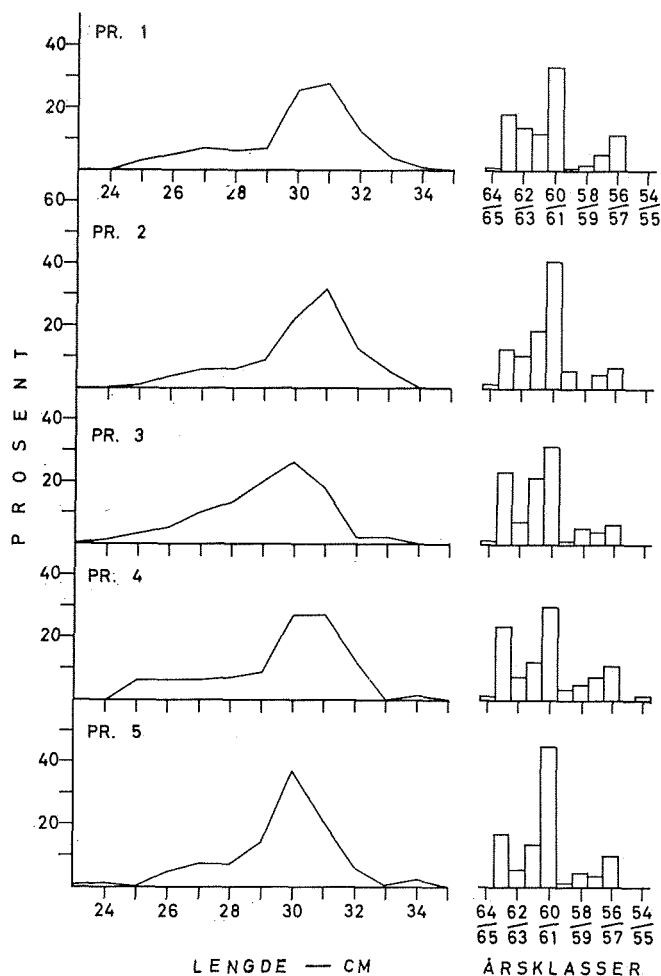 PR. 1
40
20
24 26 28 30 32 34
64/65 62/63 60/61 58/59 56/57 54/55
60
PR. 2
40
20
PR. 3
40
20
PR. 4
40
20
PR. 5
40
20
24 26 28 30 32 34
64/65 62/63 60/61 58/59 56/57 54/55
PROSENT
LENGDE — CM
ÅRSKLASSER